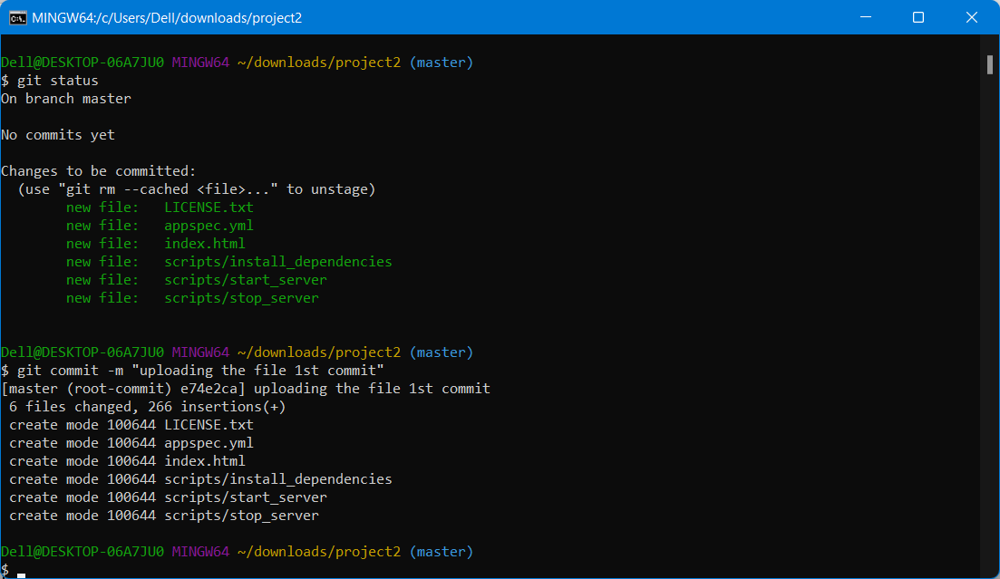 MINGW64:/c/Users/Dell/downloads/project2
Dell@DESKTOP-06A7JU0 MINGW64 ~/downloads/project2 (master)
$ git status
On branch master
No commits yet
Changes to be committed:
  (use "git rm --cached <file>..." to unstage)
        new file:   LICENSE.txt
        new file:   appspec.yml
        new file:   index.html
        new file:   scripts/install_dependencies
        new file:   scripts/start_server
        new file:   scripts/stop_server
Dell@DESKTOP-06A7JU0 MINGW64 ~/downloads/project2 (master)
$ git commit -m "uploading the file 1st commit"
[master (root-commit) e74e2ca] uploading the file 1st commit
 6 files changed, 266 insertions(+)
 create mode 100644 LICENSE.txt
 create mode 100644 appspec.yml
 create mode 100644 index.html
 create mode 100644 scripts/install_dependencies
 create mode 100644 scripts/start_server
 create mode 100644 scripts/stop_server
Dell@DESKTOP-06A7JU0 MINGW64 ~/downloads/project2 (master)
$